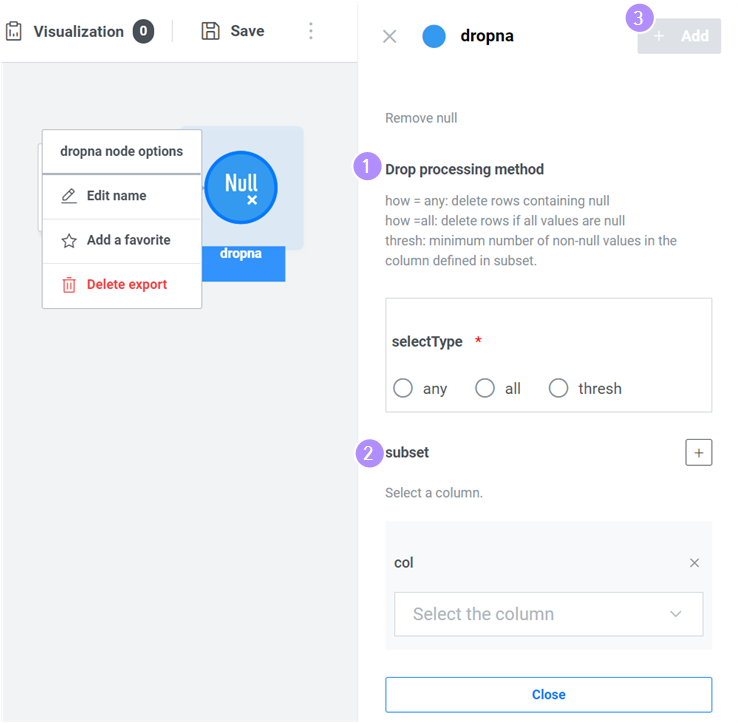 Visualization 0
Save
dropna node options
Edit name
Add a favorite
Delete export
Null
dropna
dropna
3
+ Add
Remove null
1
Drop processing method
how = any: delete rows containing null
how =all: delete rows if all values are null
thresh: minimum number of non-null values in the
column defined in subset.
selectType *
any all thresh
2
subset
+
Select a column.
col
Select the column
Close